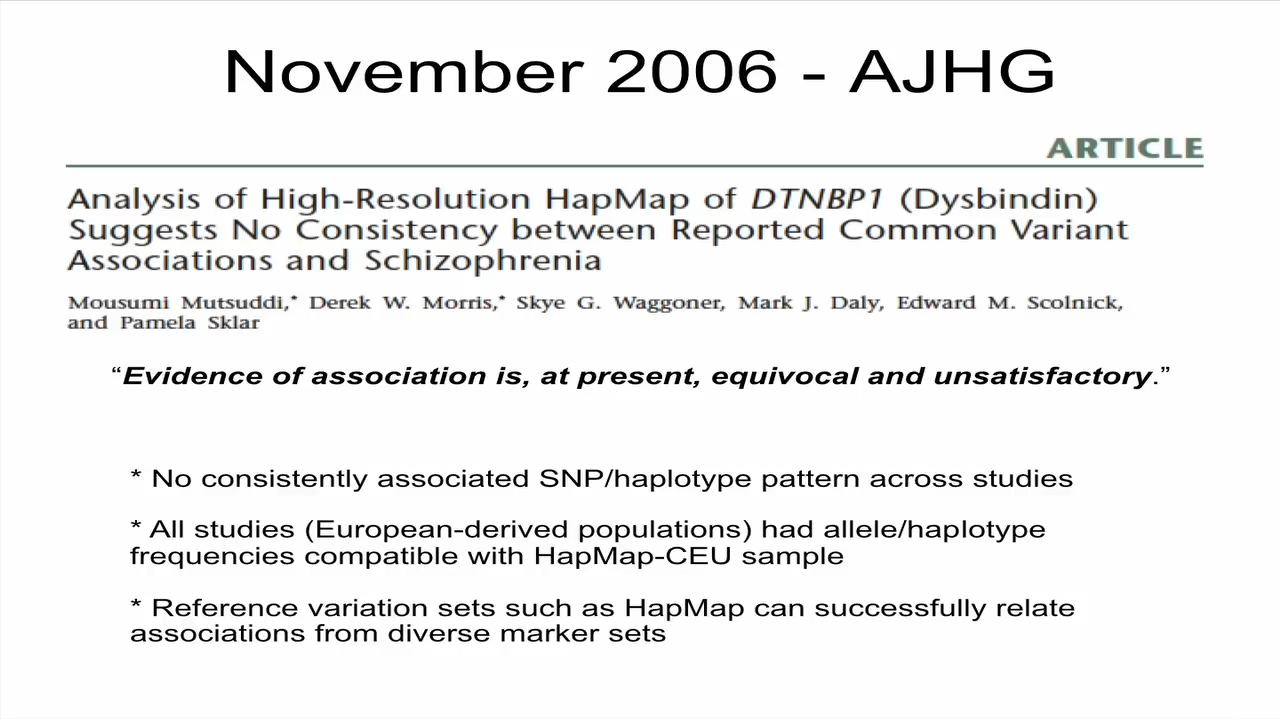 November 2006 - AJHG
ARTICLE
Analysis of High-Resolution HapMap of DTNBP1 (Dysbindin)
Suggests No Consistency between Reported Common Variant
Associations and Schizophrenia
Mousumi Mutsuddi,* Derek W. Morris,* Skye G. Waggoner, Mark J. Daly, Edward M. Scolnick,
and Pamela Sklar
“Evidence of association is, at present, equivocal and unsatisfactory.”
* No consistently associated SNP/haplotype pattern across studies
* All studies (European-derived populations) had allele/haplotype
frequencies compatible with HapMap-CEU sample
* Reference variation sets such as HapMap can successfully relate
associations from diverse marker sets